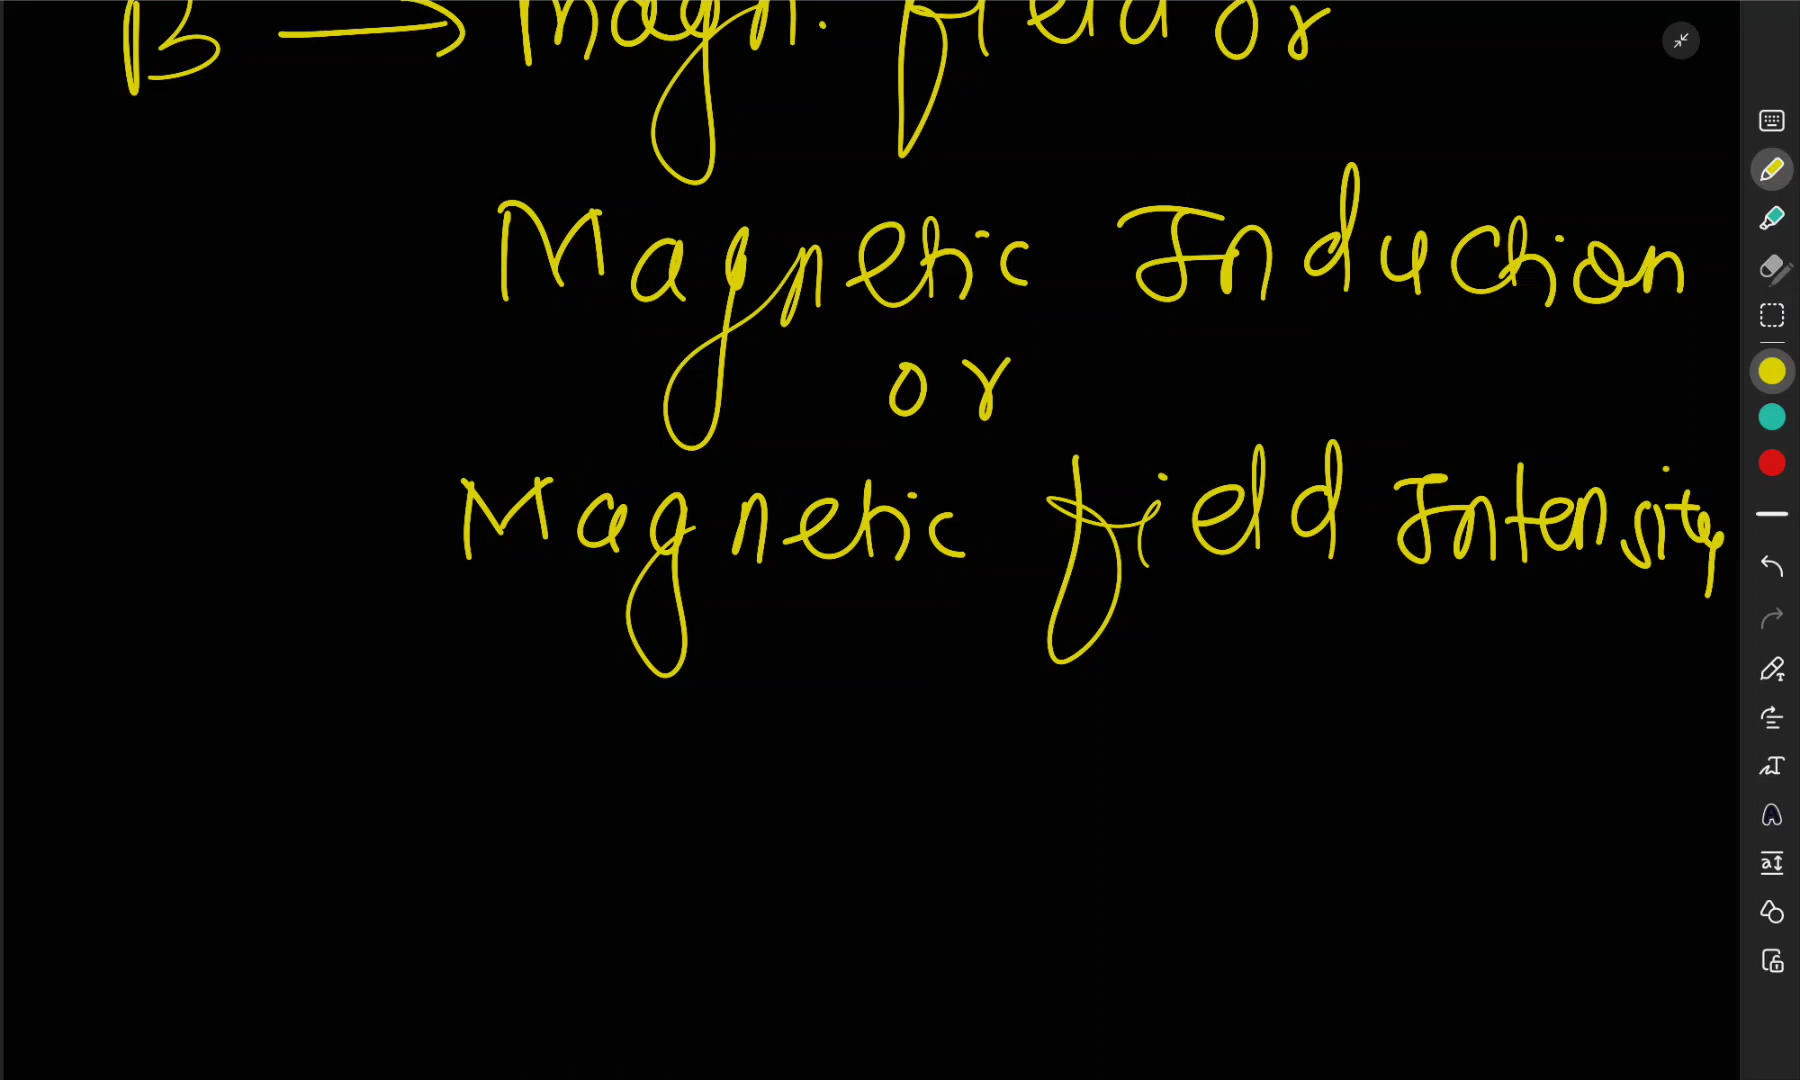 B → Magn. field or
Magnetic Induction
or
Magnetic field Intensity